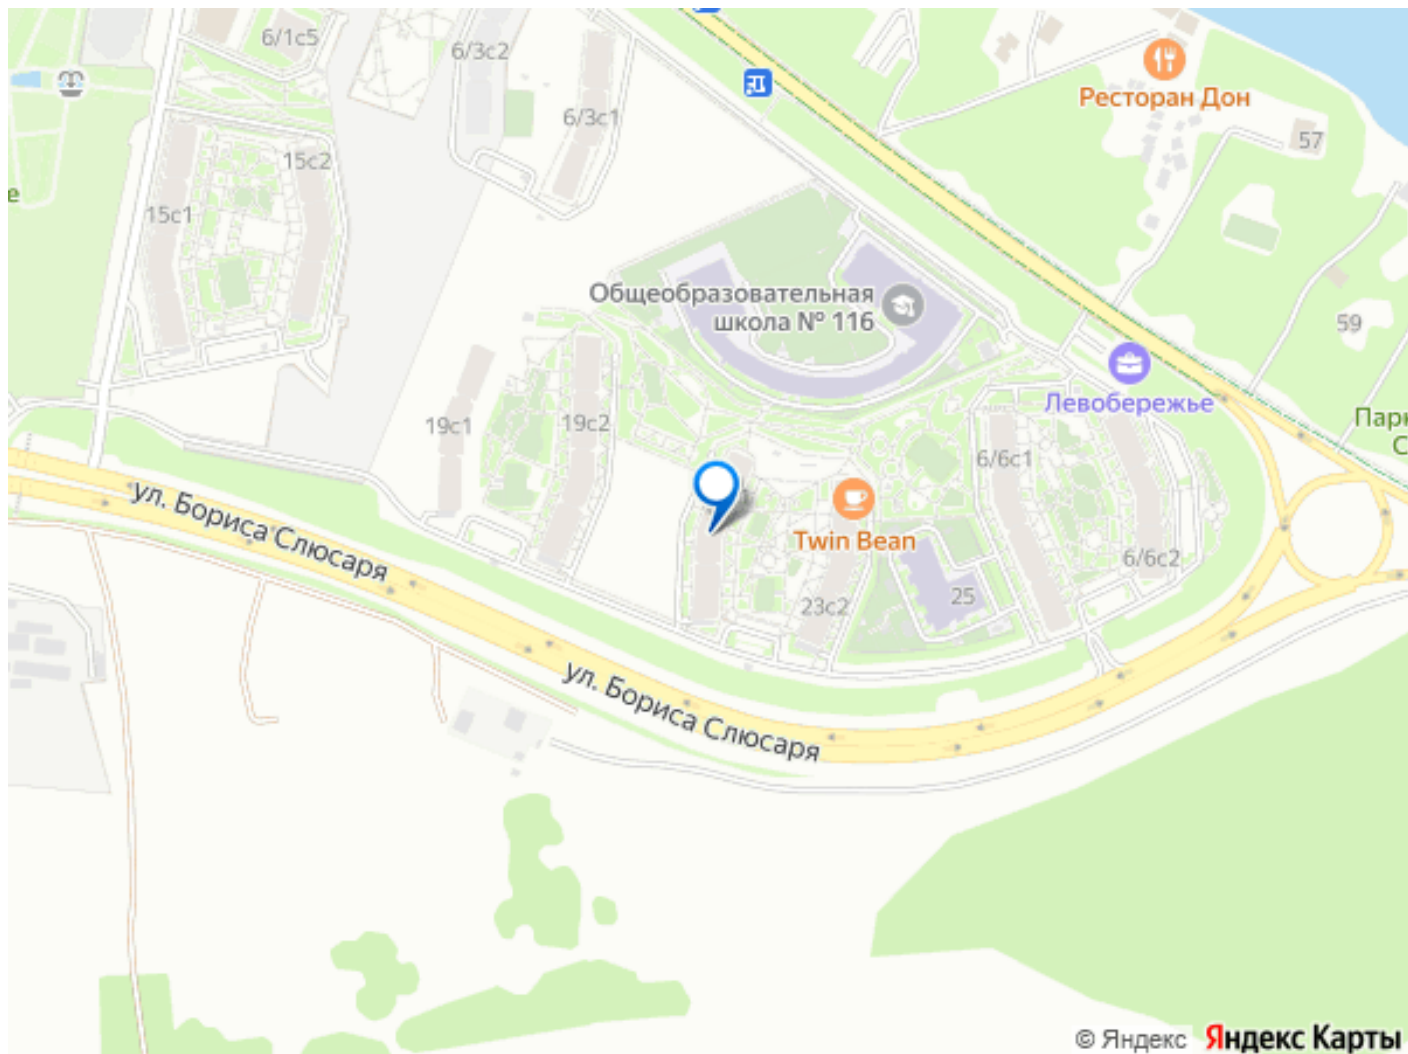 6/1с5
6/3с2
Ресторан Дон
6/3с1
57
15с2
15с1
е
Общеобразовательная
школа № 116
59
Левобережье
Парк
С
19с1
19с2
6/6с1
ул. Бориса Слюсаря
Twin Bean
6/6с2
25
23с2
ул. Бориса Слюсаря
© Яндекс Яндекс Карты